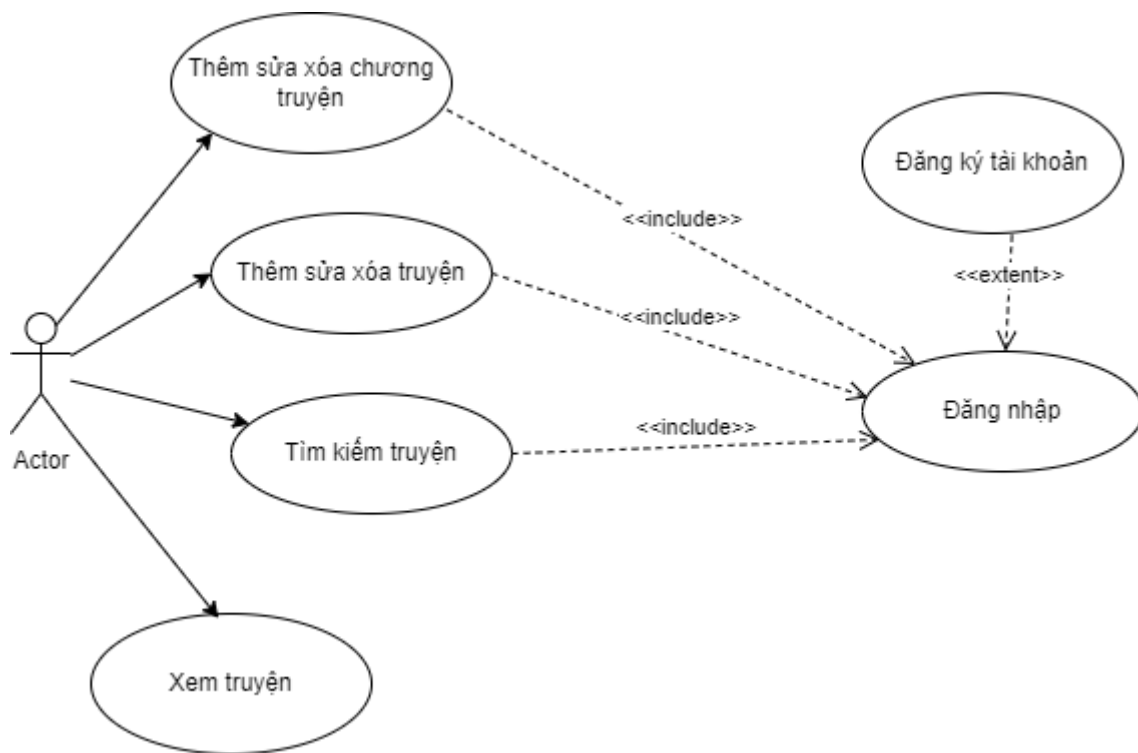 Thêm sửa xóa chương
truyện
Đăng ký tài khoản
<<include>>
Thêm sửa xóa truyện
<<extent>>
<<include>>
Đăng nhập
<<include>>
Tìm kiếm truyện
Actor
Xem truyện